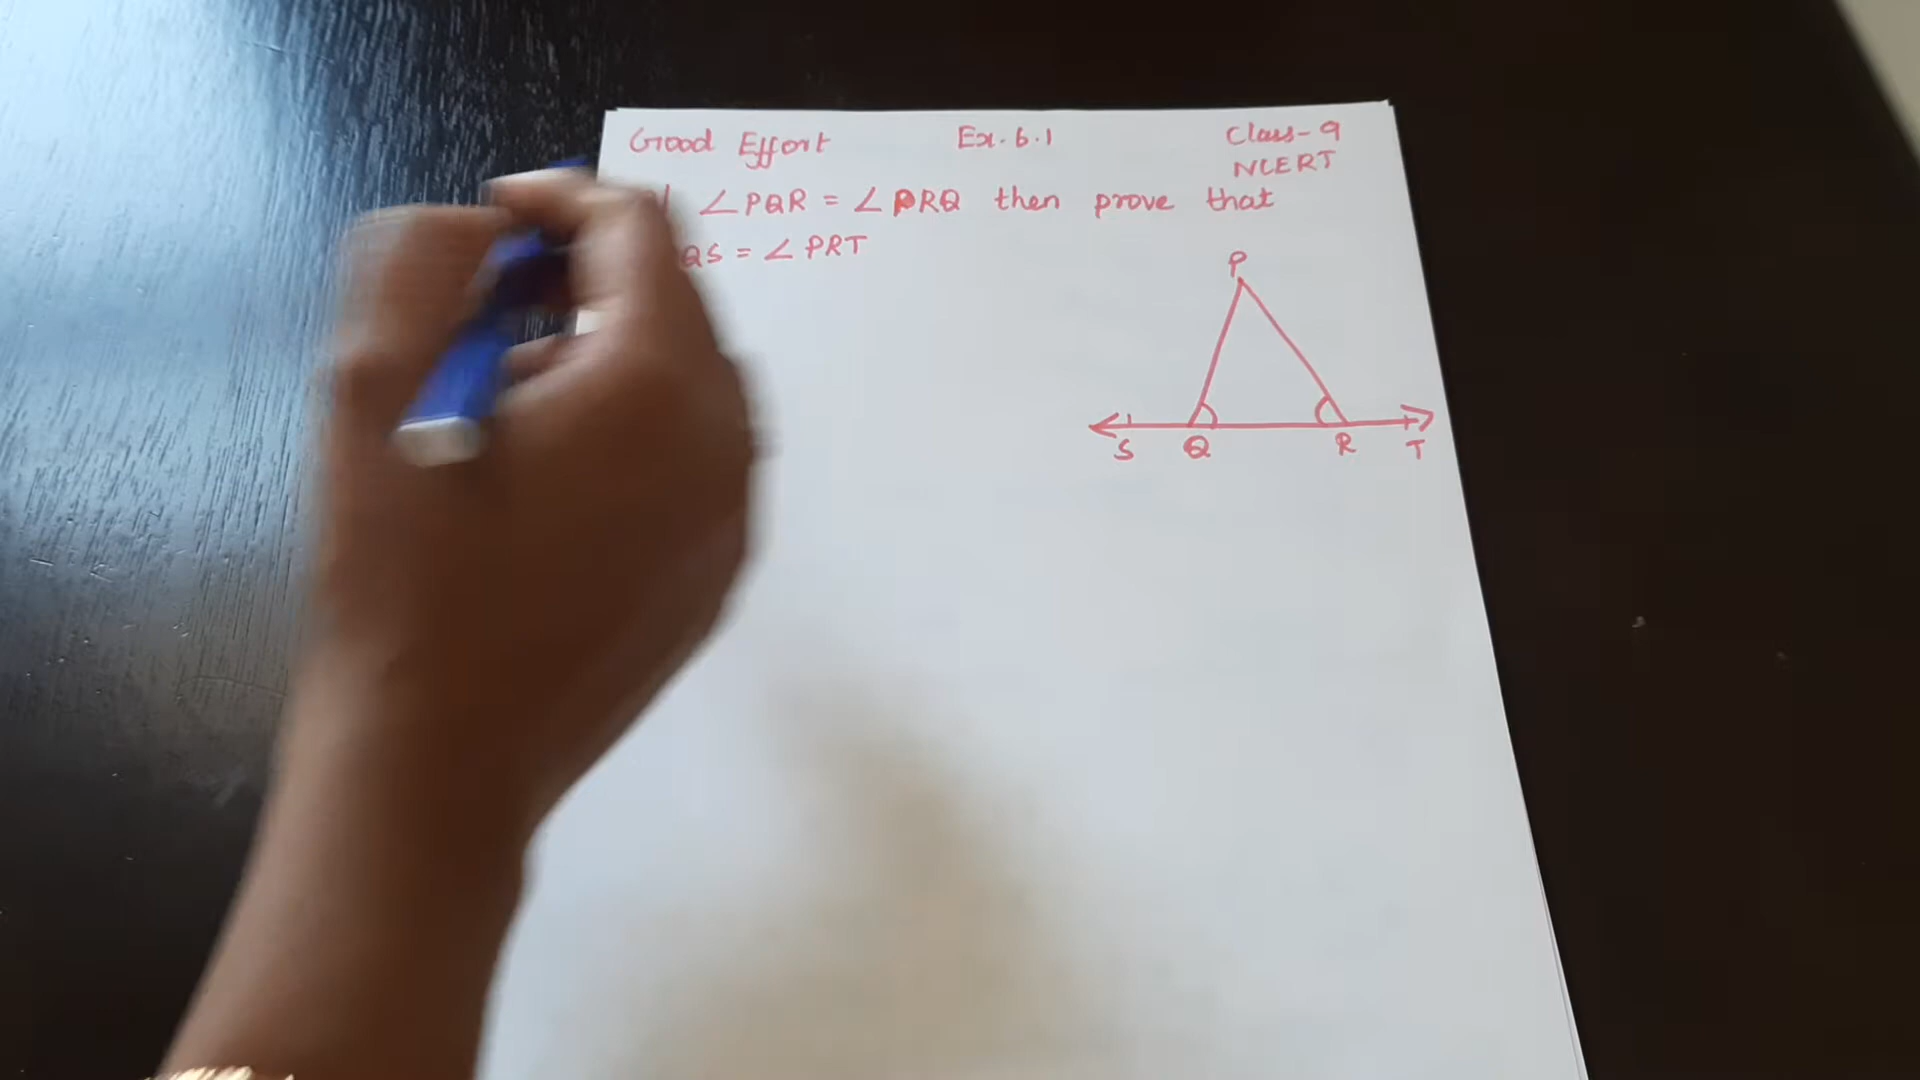 Good Effort Ex. 6.1 Class-9
NCERT
∠PQR = ∠PRQ then prove that
QS = ∠PRT
P
S Q R T